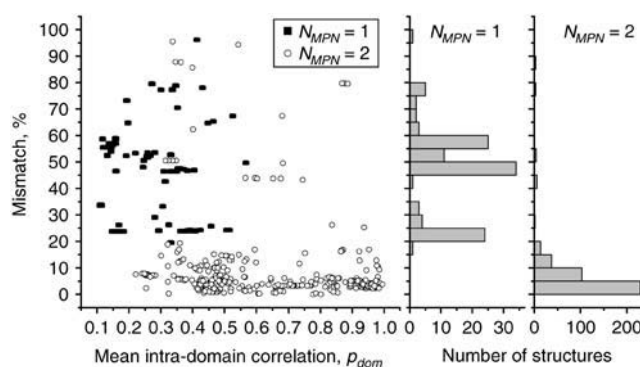 N_MPN = 1
N_MPN = 2
N_MPN = 1
N_MPN = 2
Mismatch, %
100
90
80
70
60
50
40
30
20
10
0
0.1 0.2 0.3 0.4 0.5 0.6 0.7 0.8 0.9 1.0
0 10 20 30
0 100 200
Mean intra-domain correlation, p_dom
Number of structures